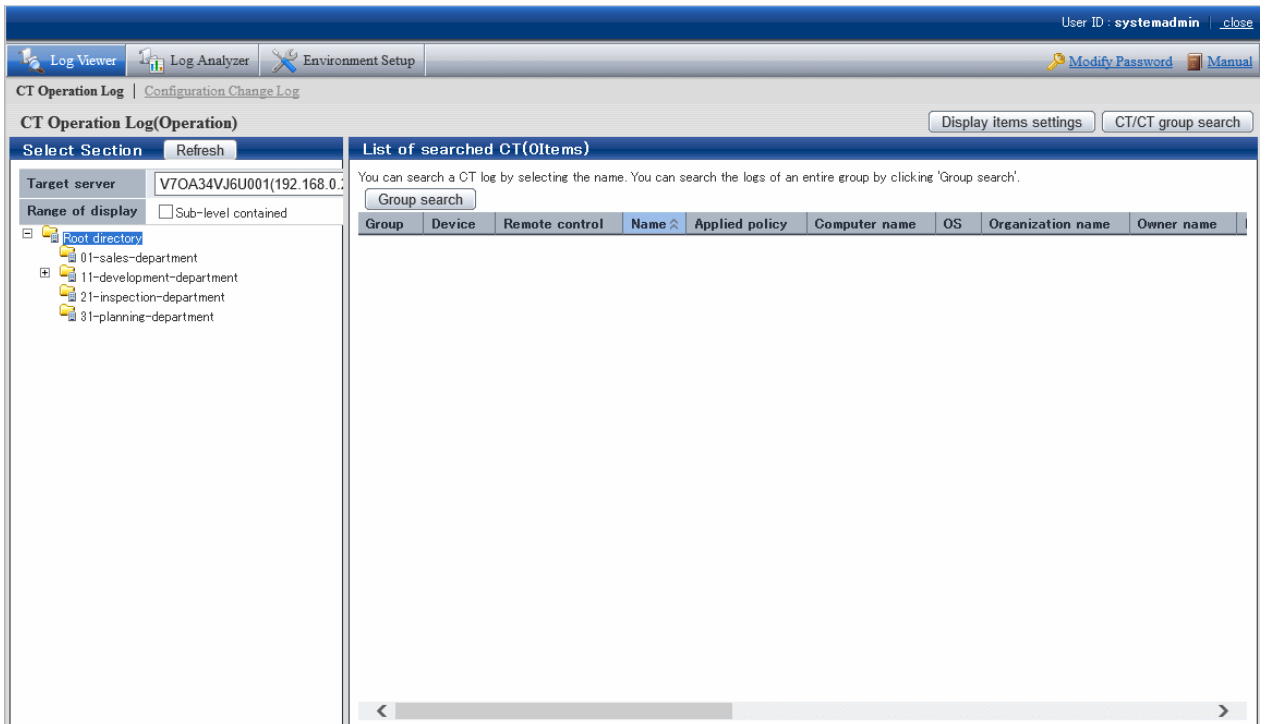 User ID : systemadmin | close
Log Viewer Log Analyzer Environment Setup Modify Password Manual
CT Operation Log | Configuration Change Log
CT Operation Log(Operation) Display items settings CT/CT group search
Select Section Refresh
Target server V7OA34VJ6U001(192.168.0.
Range of display Sub-level contained
Root directory
01-sales-department
11-development-department
21-inspection-department
31-planning-department
List of searched CT(0Items)
You can search a CT log by selecting the name. You can search the logs of an entire group by clicking 'Group search'.
Group search
Group Device Remote control Name Applied policy Computer name OS Organization name Owner name